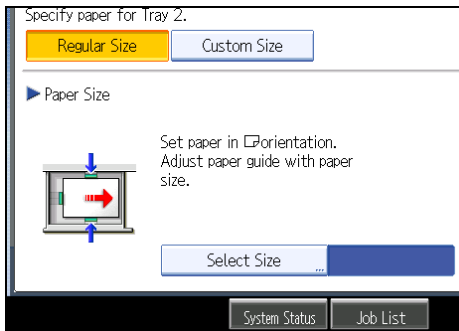 Specify paper for Tray 2.
Regular Size
Custom Size
Paper Size
Set paper in orientation.
Adjust paper guide with paper
size.
Select Size ...
System Status
Job List